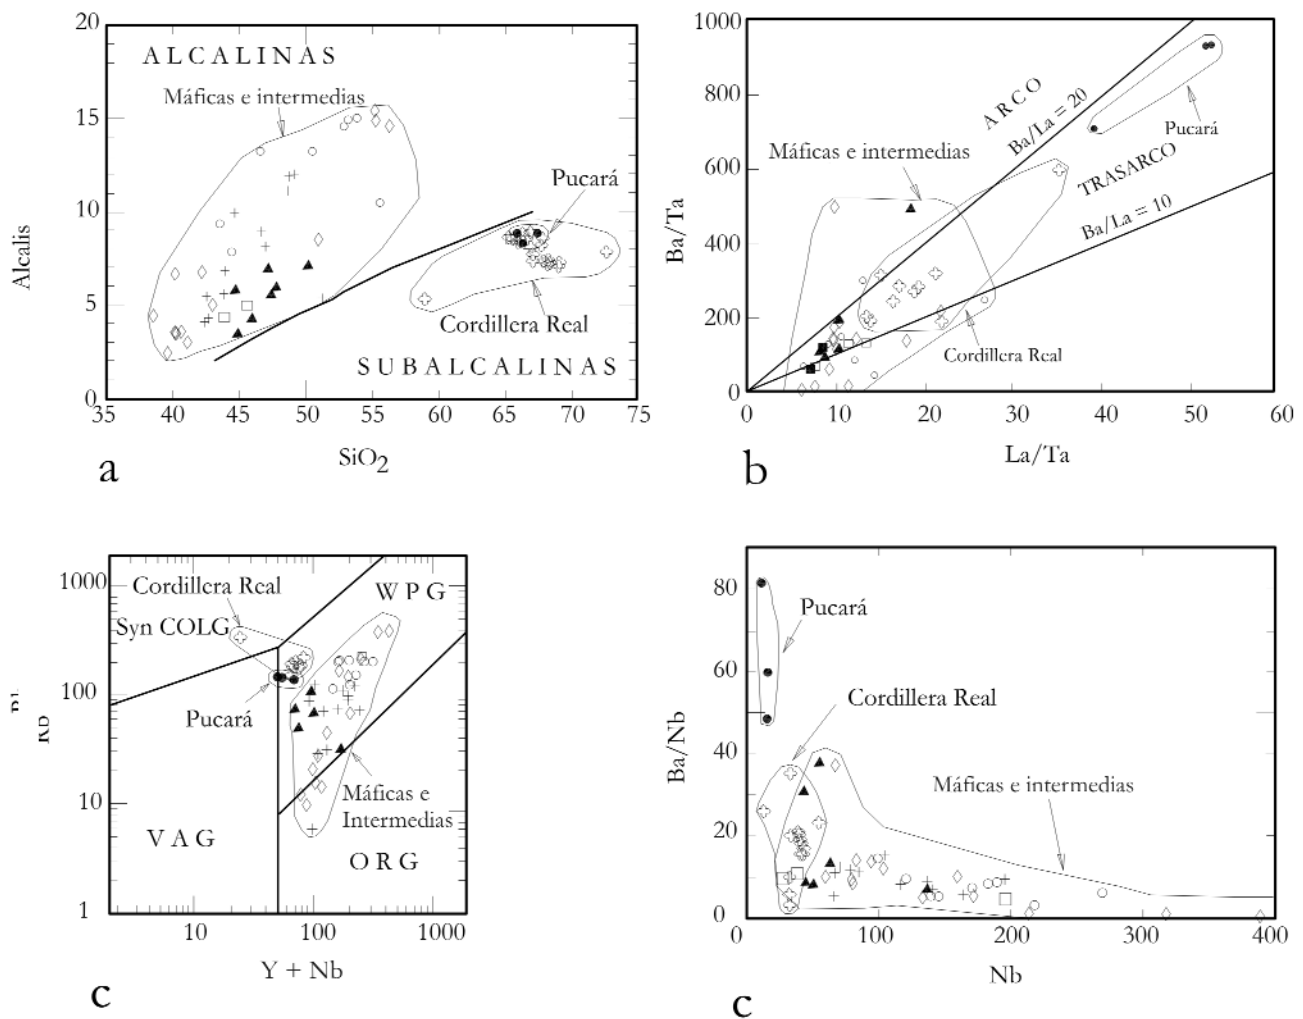 20
15
10
5
0
Alcalis
ALCALINAS
Máficas e intermedias
Pucará
Cordillera Real
SUBALCALINAS
35
40
45
50
55
60
65
70
75
SiO2
a
1000
800
600
400
200
0
Ba/Ta
ARCO
Ba/La = 20
Pucará
Máficas e intermedias
TRASARCO
Ba/La = 10
Cordillera Real
0
10
20
30
40
50
60
La/Ta
b
1000
100
10
1
Rb
Cordillera Real
WPG
Syn COLG
Pucará
Máficas e
Intermedias
VAG
ORG
10
100
1000
Y + Nb
c
80
60
40
20
0
Ba/Nb
Pucará
Cordillera Real
Máficas e intermedias
0
100
200
300
400
Nb
c